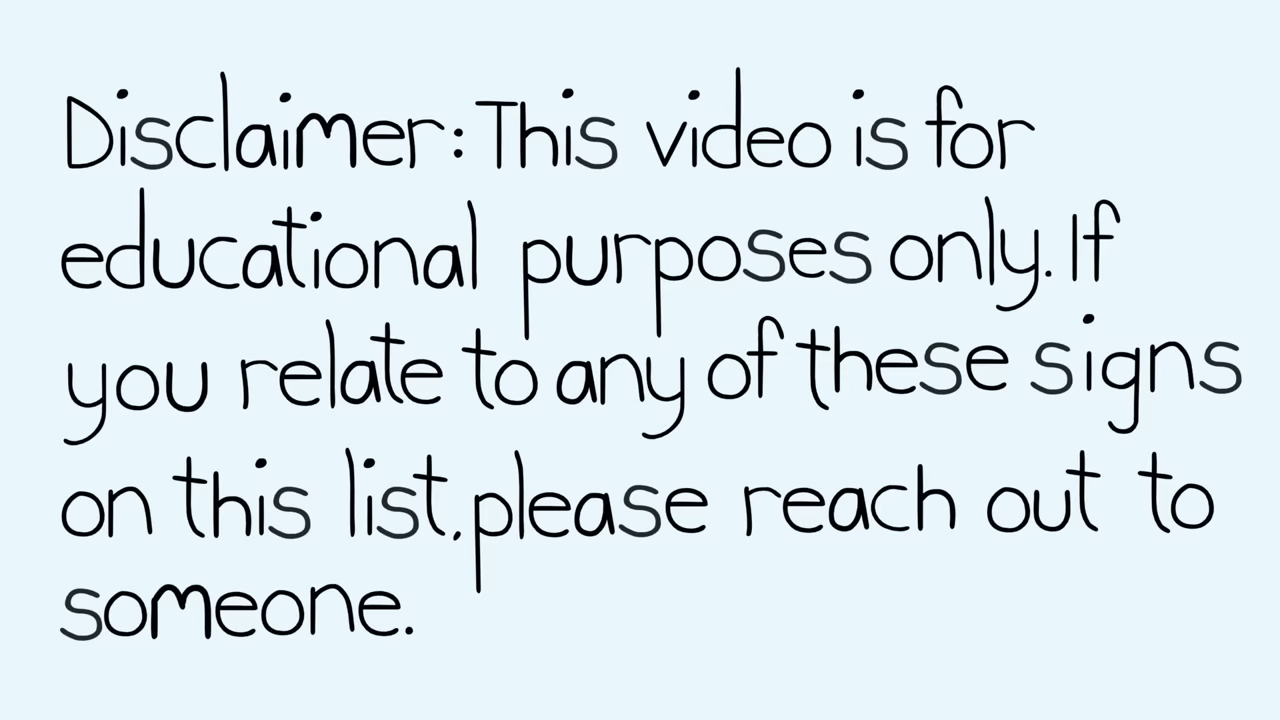 Disclaimer: This video is for
educational purposes only. If
you relate to any of these signs
on this list, please reach out to
someone.